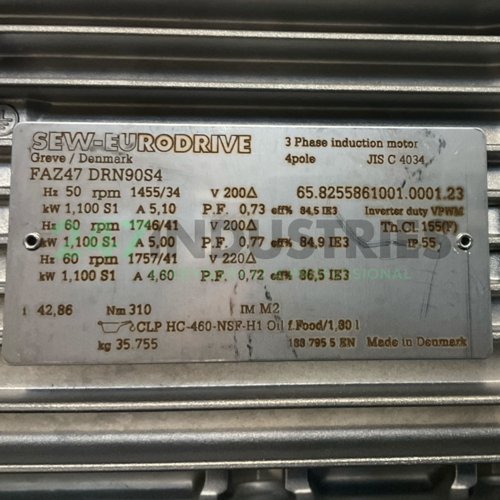 SEW-EURODRIVE
Greve / Denmark
3 Phase induction motor
4pole JIS C 4034
FAZ47 DRN90S4
Hz 50 rpm 1455/34 V 200Δ 65.8255861001.0001.23
kW 1,100 S1 A 5,10 P.F. 0,73 eff% 84,5 IE3 Inverter duty VPWM
Hz 60 rpm 1746/41 V 200Δ Th.Cl. 155(F)
kW 1,100 S1 A 5,00 P.F. 0,77 eff% 84,9 IE3 IP 55
Hz 60 rpm 1757/41 V 220Δ
kW 1,100 S1 A 4,60 P.F. 0,72 eff% 86,5 IE3
i 42,86 Nm 310 IM M2
CLP HC-460-NSF-H1 Oil f.Food/1,80 l
kg 35.755 188 795 5 EN Made in Denmark
INDUSTRIES